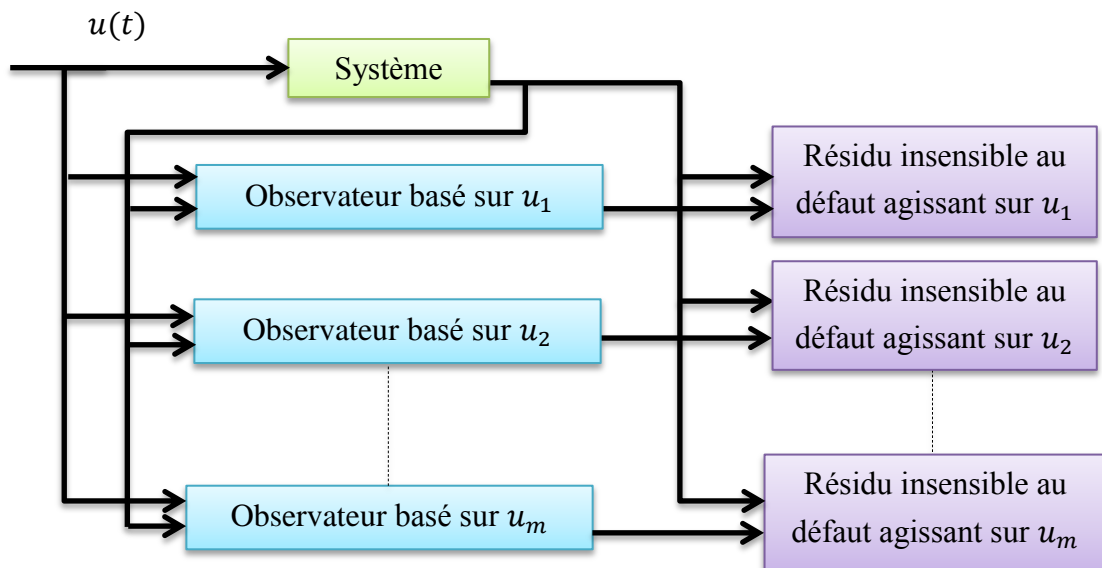 u(t)
Système
Observateur basé sur u₁
Résidu insensible au
défaut agissant sur u₁
Observateur basé sur u₂
Résidu insensible au
défaut agissant sur u₂
Observateur basé sur uₘ
Résidu insensible au
défaut agissant sur uₘ